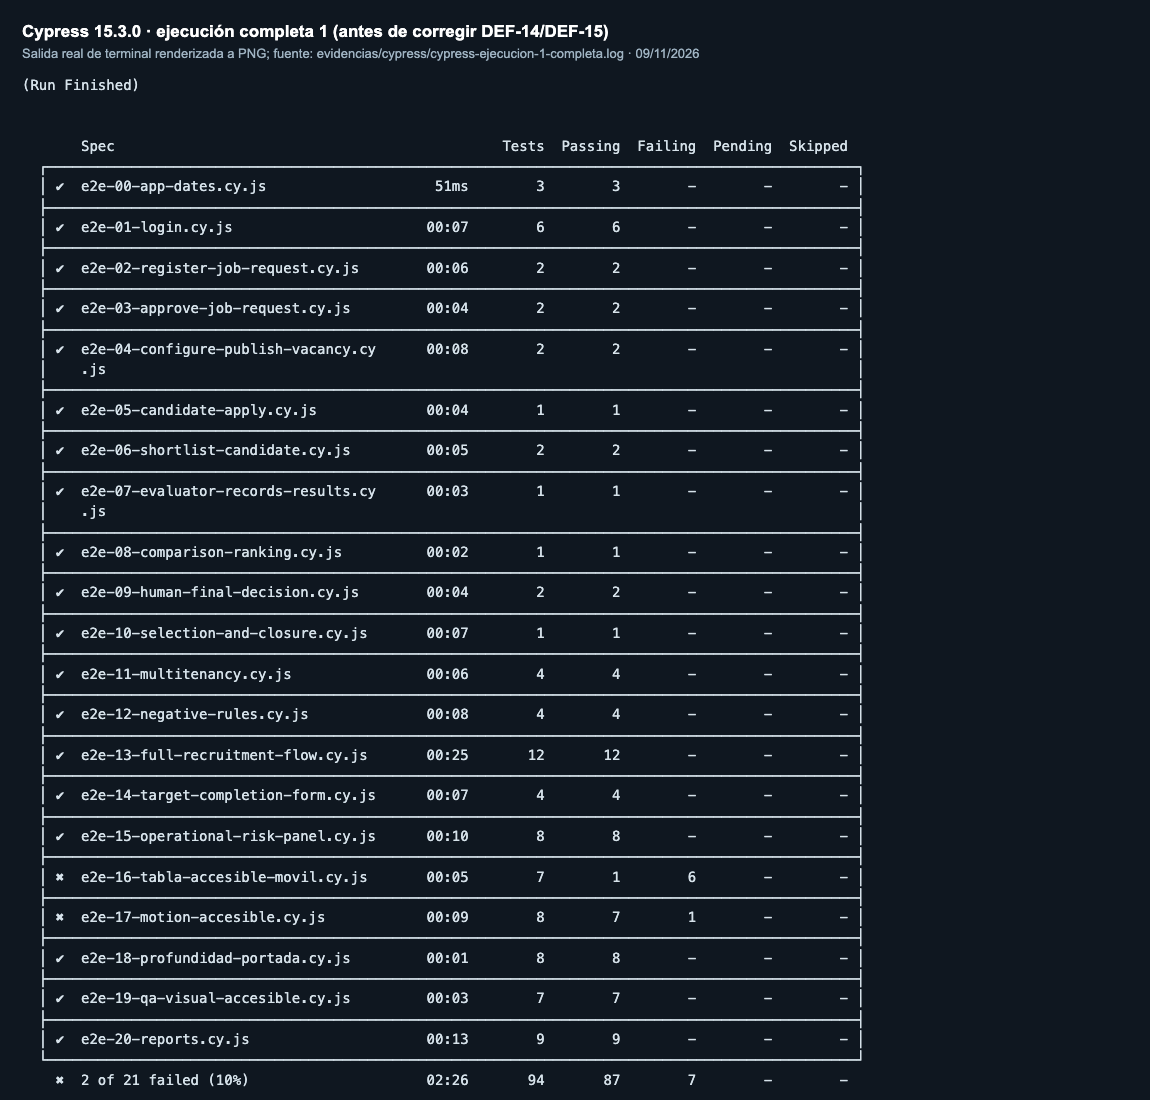 Cypress 15.3.0 · ejecución completa 1 (antes de corregir DEF-14/DEF-15)
Salida real de terminal renderizada a PNG; fuente: evidencias/cypress/cypress-ejecucion-1-completa.log · 09/11/2026
(Run Finished)
Spec Tests Passing Failing Pending Skipped
✔ e2e-00-app-dates.cy.js 51ms 3 3 - - -
✔ e2e-01-login.cy.js 00:07 6 6 - - -
✔ e2e-02-register-job-request.cy.js 00:06 2 2 - - -
✔ e2e-03-approve-job-request.cy.js 00:04 2 2 - - -
✔ e2e-04-configure-publish-vacancy.cy 00:08 2 2 - - -
.js
✔ e2e-05-candidate-apply.cy.js 00:04 1 1 - - -
✔ e2e-06-shortlist-candidate.cy.js 00:05 2 2 - - -
✔ e2e-07-evaluator-records-results.cy 00:03 1 1 - - -
.js
✔ e2e-08-comparison-ranking.cy.js 00:02 1 1 - - -
✔ e2e-09-human-final-decision.cy.js 00:04 2 2 - - -
✔ e2e-10-selection-and-closure.cy.js 00:07 1 1 - - -
✔ e2e-11-multitenancy.cy.js 00:06 4 4 - - -
✔ e2e-12-negative-rules.cy.js 00:08 4 4 - - -
✔ e2e-13-full-recruitment-flow.cy.js 00:25 12 12 - - -
✔ e2e-14-target-completion-form.cy.js 00:07 4 4 - - -
✔ e2e-15-operational-risk-panel.cy.js 00:10 8 8 - - -
✖ e2e-16-tabla-accesible-movil.cy.js 00:05 7 1 6 - -
✖ e2e-17-motion-accesible.cy.js 00:09 8 7 1 - -
✔ e2e-18-profundidad-portada.cy.js 00:01 8 8 - - -
✔ e2e-19-qa-visual-accesible.cy.js 00:03 7 7 - - -
✔ e2e-20-reports.cy.js 00:13 9 9 - - -
✖ 2 of 21 failed (10%) 02:26 94 87 7 - -